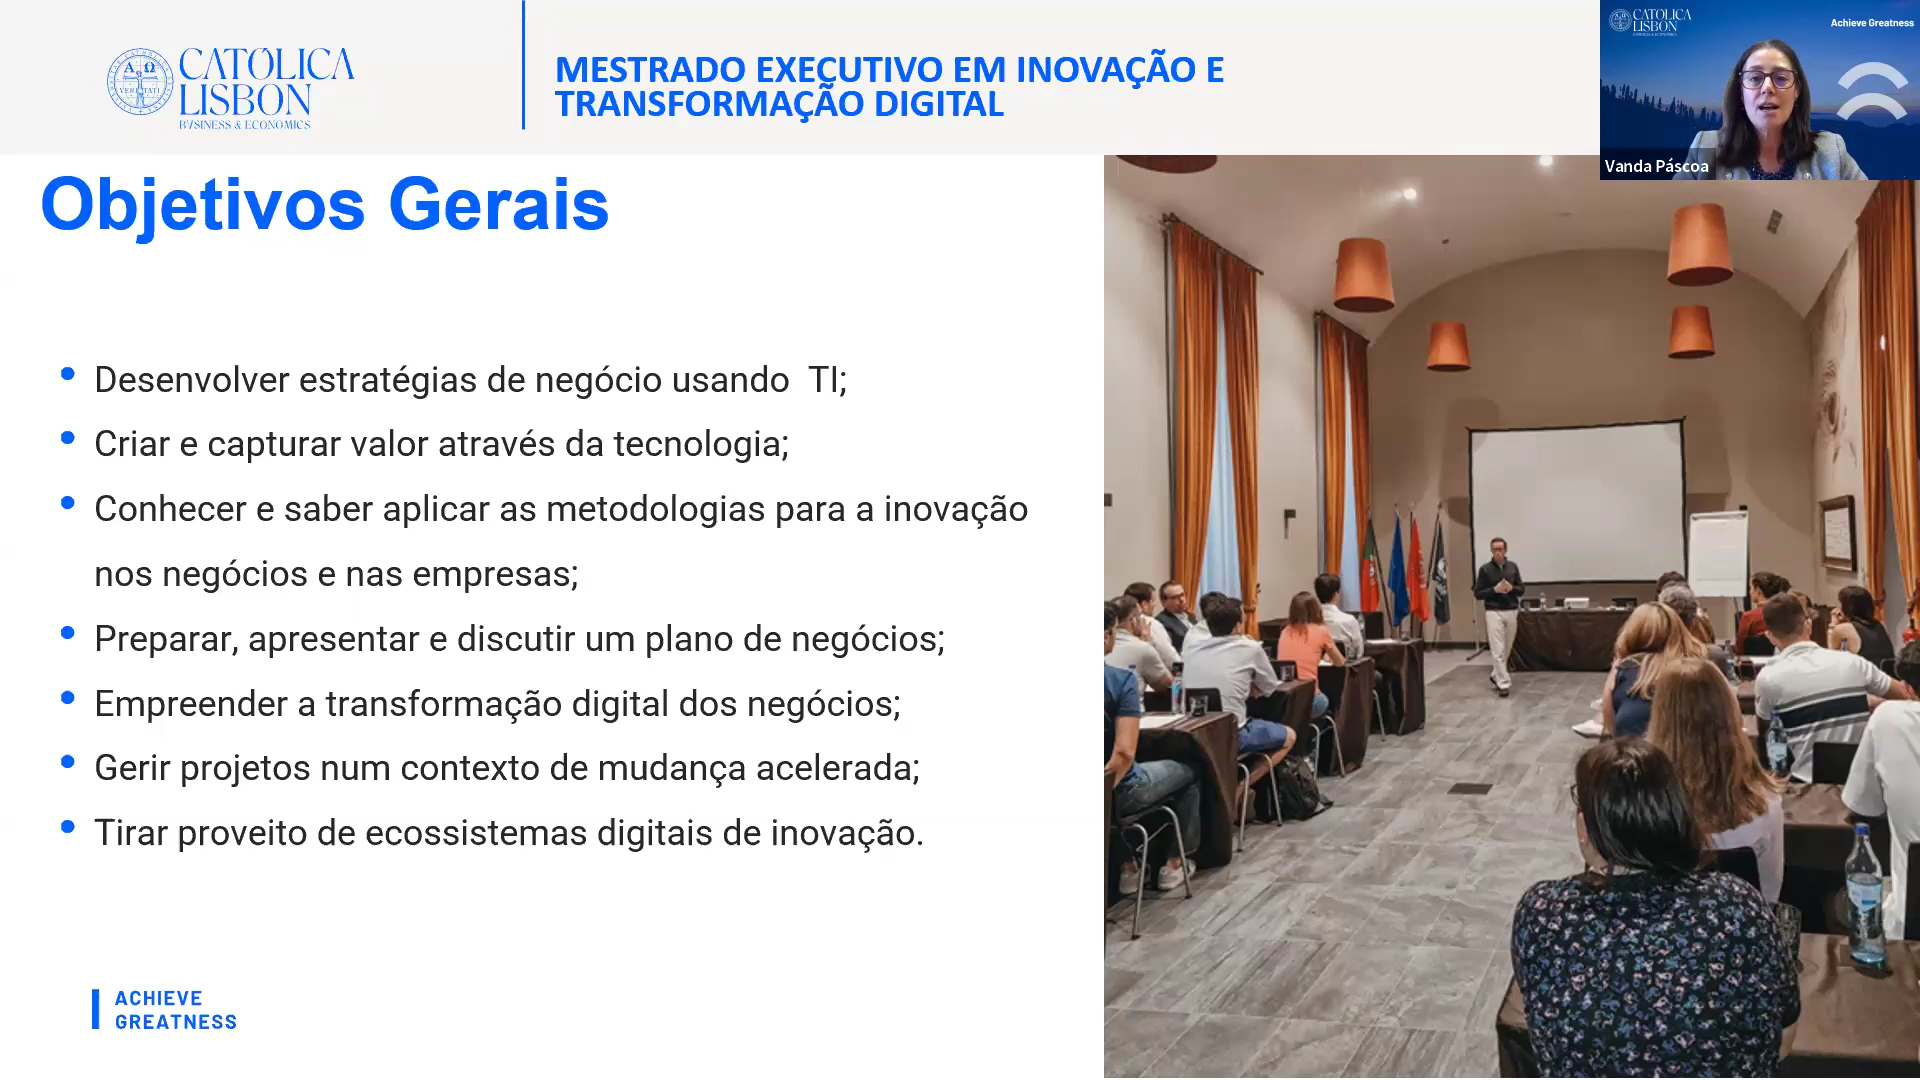 CATÓLICA
LISBON
BUSINESS & ECONOMICS
MESTRADO EXECUTIVO EM INOVAÇÃO E
TRANSFORMAÇÃO DIGITAL
CATÓLICA
LISBON
Achieve Greatness
Vanda Páscoa
Objetivos Gerais
• Desenvolver estratégias de negócio usando  TI;
• Criar e capturar valor através da tecnologia;
• Conhecer e saber aplicar as metodologias para a inovação
nos negócios e nas empresas;
• Preparar, apresentar e discutir um plano de negócios;
• Empreender a transformação digital dos negócios;
• Gerir projetos num contexto de mudança acelerada;
• Tirar proveito de ecossistemas digitais de inovação.
ACHIEVE
GREATNESS